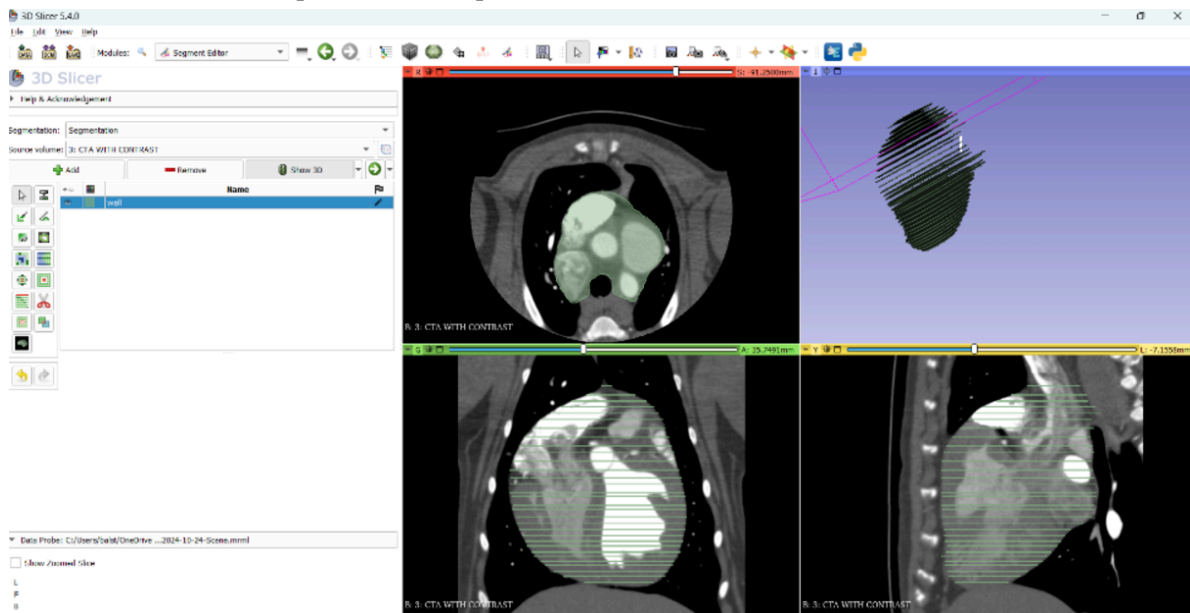 3D Slicer 5.4.0
File Edit View Help
Modules: Segment Editor
3D Slicer
Help & Acknowledgement
Segmentation: Segmentation
Source volume: 3: CTA WITH CONTRAST
Add Remove Show 3D
Name
wall
Data Probe: C:/Users/balst/OneDrive ...2024-10-24-Scene.mrml
Show Zoomed Slice
L
F
B
R S: -91.2500mm
1
B: 3: CTA WITH CONTRAST
G A: 35.7491mm
Y L: -7.1558mm
B: 3: CTA WITH CONTRAST
B: 3: CTA WITH CONTRAST